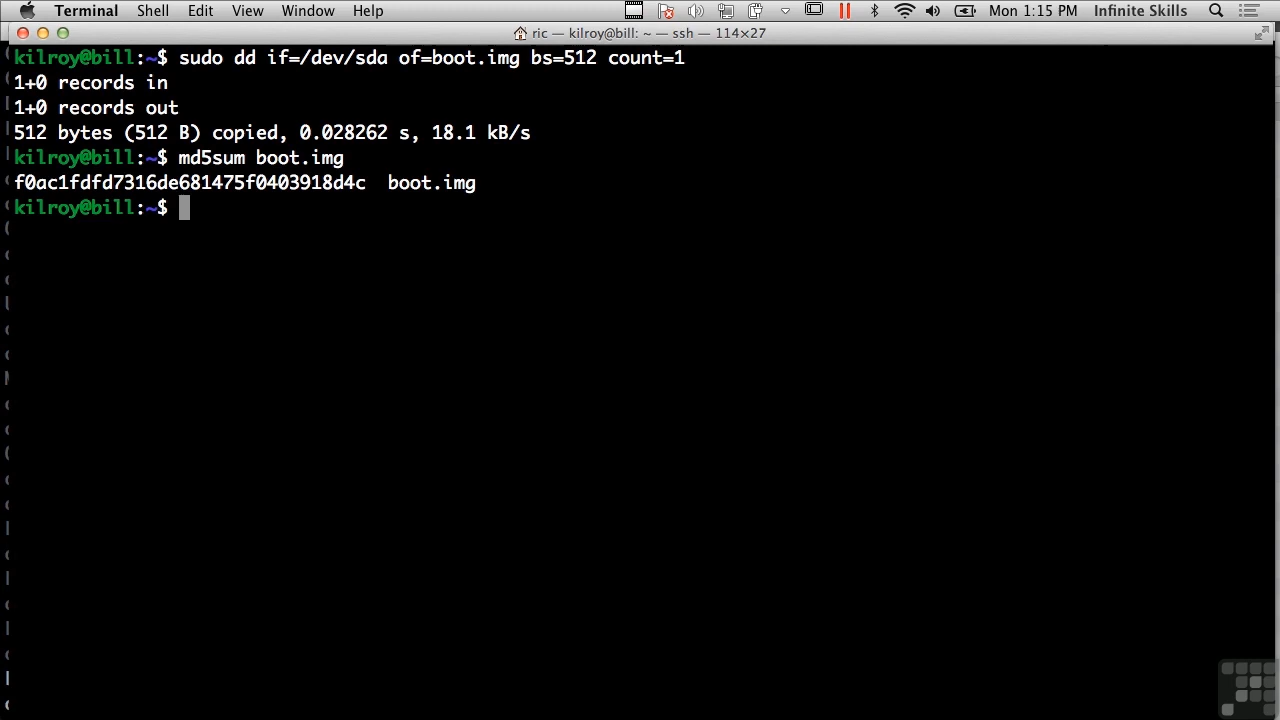 Terminal Shell Edit View Window Help Mon 1:15 PM Infinite Skills
ric — kilroy@bill: ~ — ssh — 114×27
kilroy@bill:~$ sudo dd if=/dev/sda of=boot.img bs=512 count=1
1+0 records in
1+0 records out
512 bytes (512 B) copied, 0.028262 s, 18.1 kB/s
kilroy@bill:~$ md5sum boot.img
f0ac1fdfd7316de681475f0403918d4c  boot.img
kilroy@bill:~$